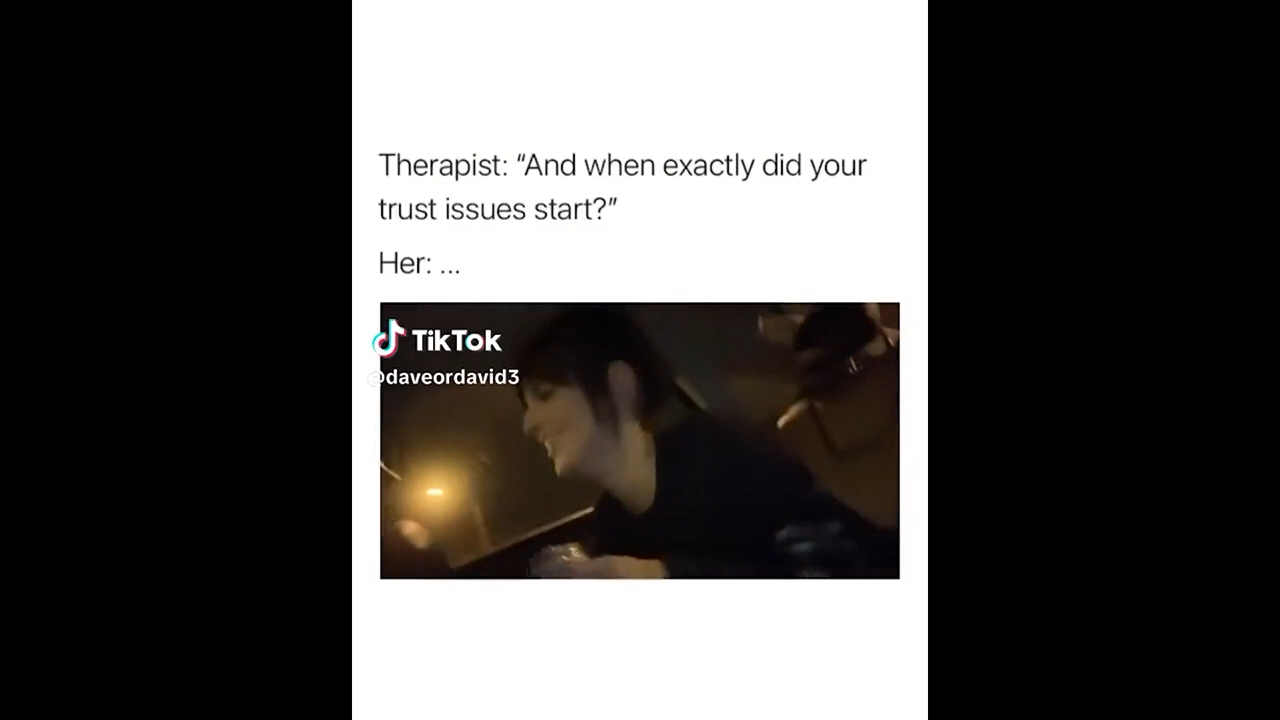 Therapist: “And when exactly did your
trust issues start?”
Her: ...
TikTok
@daveordavid3